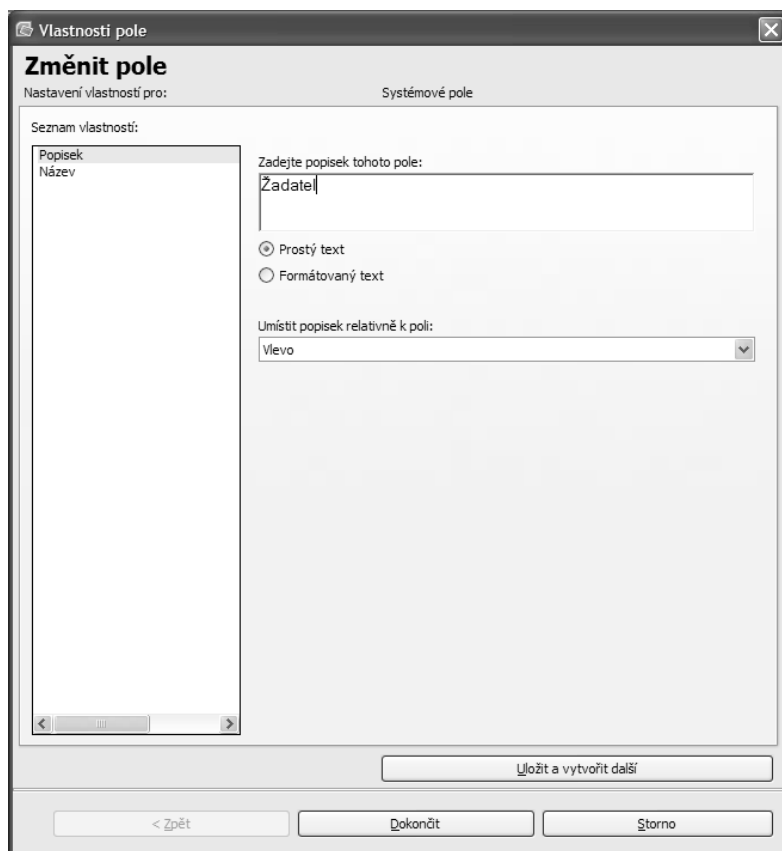 Vlastnosti pole
Změnit pole
Nastavení vlastností pro: Systémové pole
Seznam vlastností:
Popisek
Název
Zadejte popisek tohoto pole:
Žadatel
Prostý text
Formátovaný text
Umístit popisek relativně k poli:
Vlevo
Uložit a vytvořit další
< Zpět Dokončit Storno